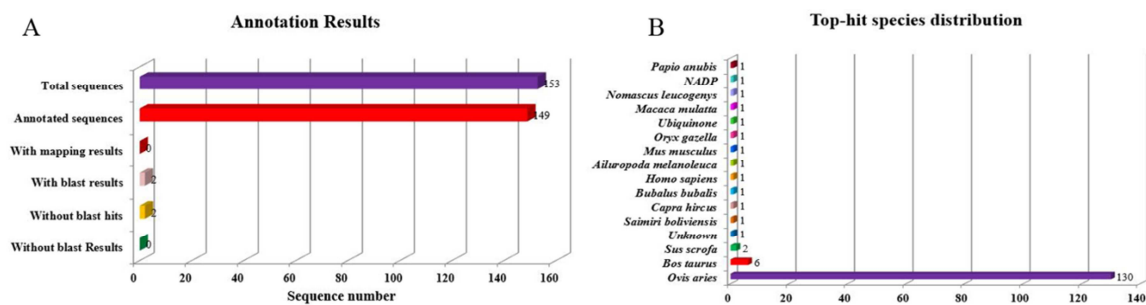 A
Annotation Results
Total sequences
153
Annotated sequences
149
With mapping results
0
With blast results
2
Without blast hits
2
Without blast Results
0
0 20 40 60 80 100 120 140 160
Sequence number
B
Top-hit species distribution
Papio anubis
1
NADP
1
Nomascus leucogenys
1
Macaca mulatta
1
Ubiquinone
1
Oryx gazella
1
Mus musculus
1
Ailuropoda melanoleuca
1
Homo sapiens
1
Bubalus bubalis
1
Capra hircus
1
Saimiri boliviensis
1
Unknown
1
Sus scrofa
2
Bos taurus
6
Ovis aries
130
0 20 40 60 80 100 120 140